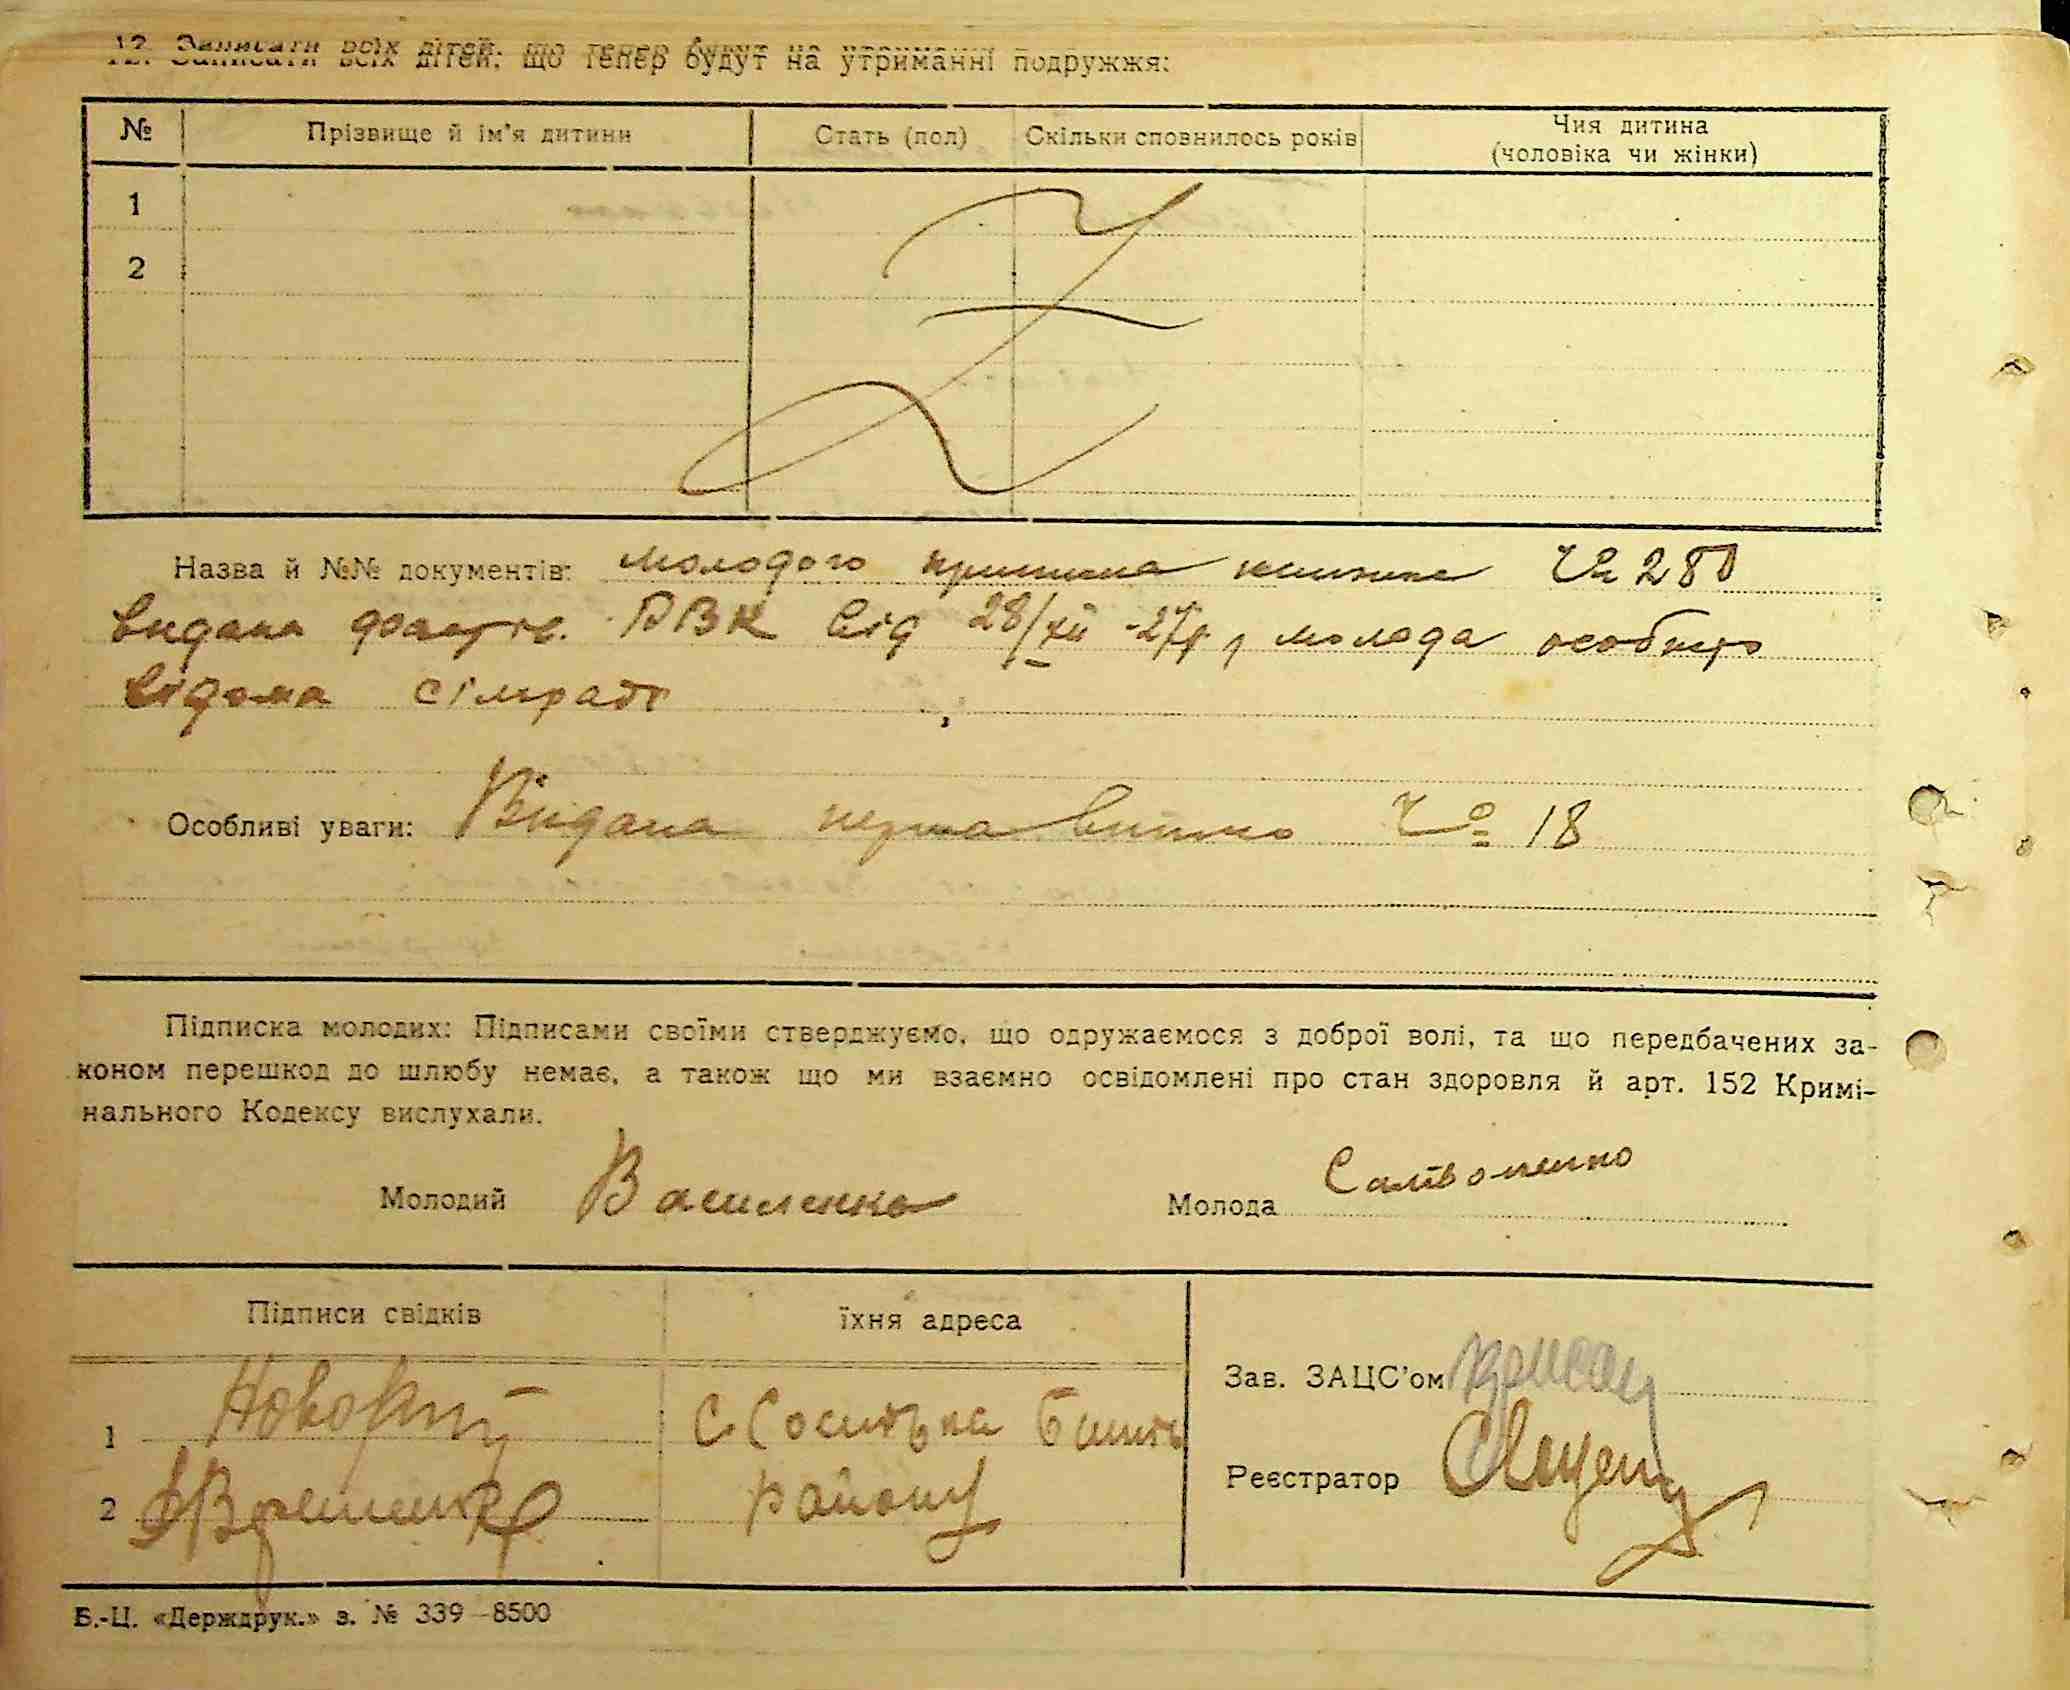 12. Записати всіх дітей, що тепер будут на утриманні подружжя:
№ Прізвище й ім'я дитини Стать (пол) Скільки сповнилось років Чия дитина (чоловіка чи жінки)
1
2
Назва й №№ документів: молодого книжка № 280
видана РВК від 28/XII-27р, молода особисто
відома сільраді
Особливі уваги: Видана перша виписка № 18
Підписка молодих: Підписами своїми стверджуємо, що одружаємося з доброї волі, та що передбачених за-
коном перешкод до шлюбу немає, а також що ми взаємно освідомлені про стан здоровля й арт. 152 Кримі-
нального Кодексу вислухали.
Молодий Василенко Молода
Підписи свідків їхня адреса
Зав. ЗАЦС'ом
1 С
2 району
Реєстратор
Б.-Ц. «Держдрук.» з. № 339—8500